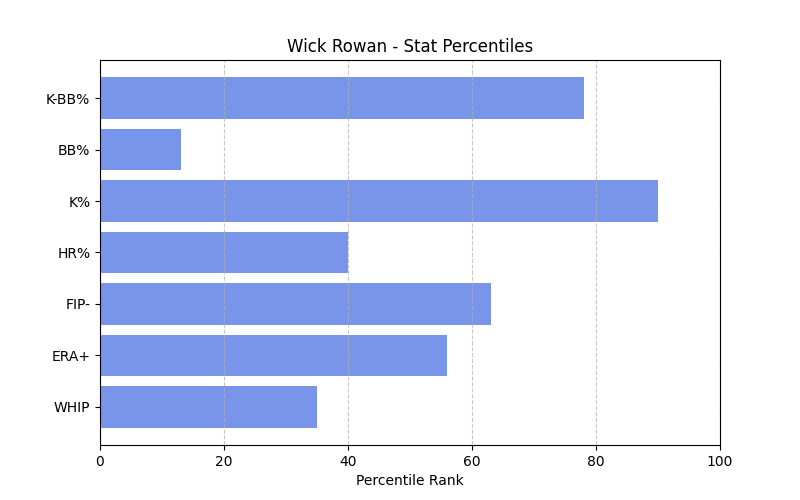 Wick Rowan - Stat Percentiles
K-BB%
BB%
K%
HR%
FIP-
ERA+
WHIP
0 20 40 60 80 100
Percentile Rank